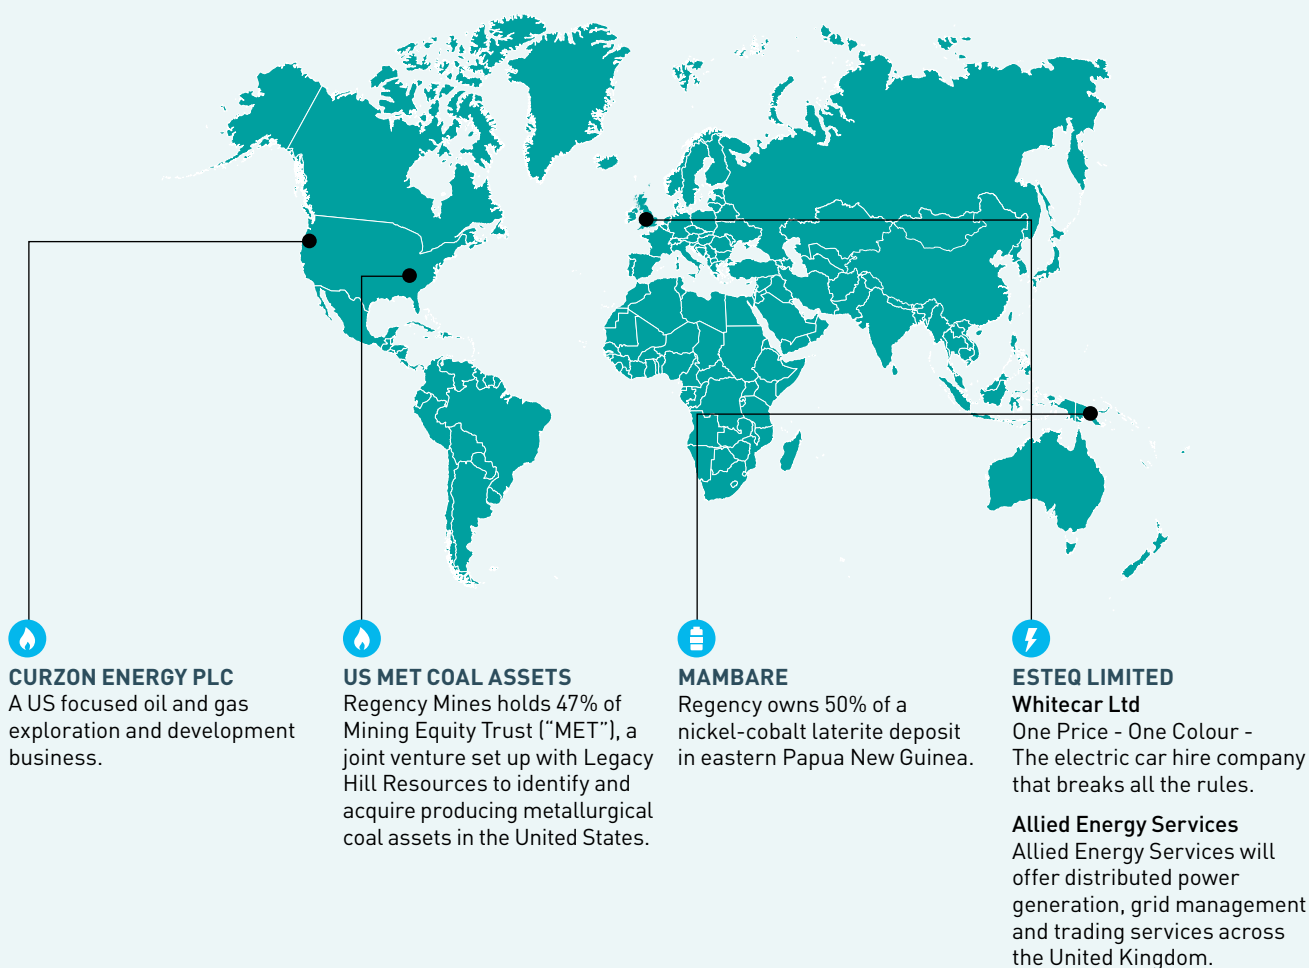 CURZON ENERGY PLC
A US focused oil and gas
exploration and development
business.
US MET COAL ASSETS
Regency Mines holds 47% of
Mining Equity Trust (“MET”), a
joint venture set up with Legacy
Hill Resources to identify and
acquire producing metallurgical
coal assets in the United States.
MAMBARE
Regency owns 50% of a
nickel-cobalt laterite deposit
in eastern Papua New Guinea.
ESTEQ LIMITED
Whitecar Ltd
One Price - One Colour -
The electric car hire company
that breaks all the rules.
Allied Energy Services
Allied Energy Services will
offer distributed power
generation, grid management
and trading services across
the United Kingdom.